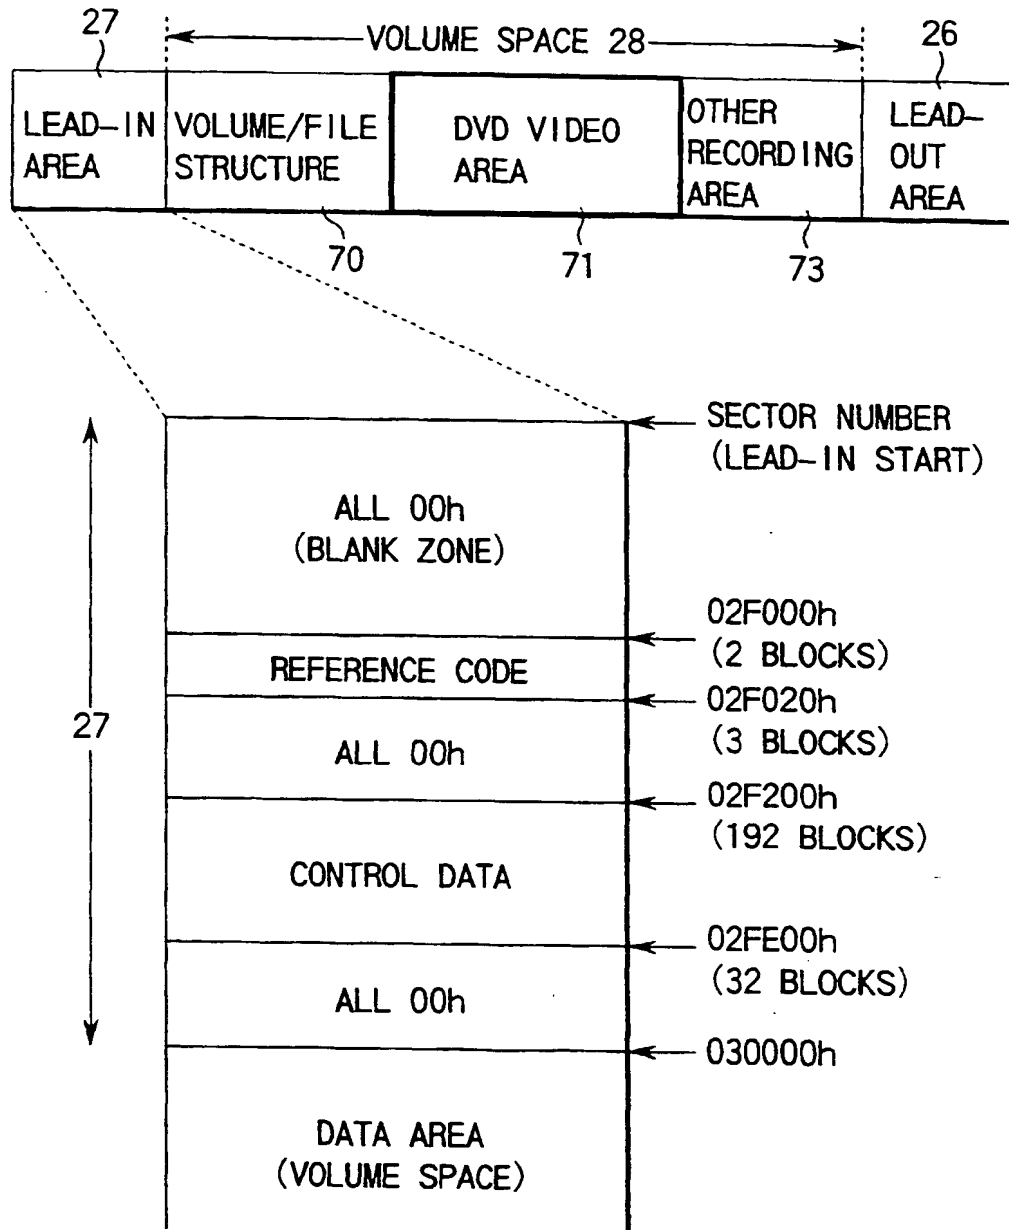 27
VOLUME SPACE 28
26
LEAD-IN
AREA
VOLUME/FILE
STRUCTURE
DVD VIDEO
AREA
OTHER
RECORDING
AREA
LEAD-
OUT
AREA
70
71
73
SECTOR NUMBER
(LEAD-IN START)
ALL 00h
(BLANK ZONE)
02F000h
(2 BLOCKS)
REFERENCE CODE
02F020h
(3 BLOCKS)
27
ALL 00h
02F200h
(192 BLOCKS)
CONTROL DATA
02FE00h
(32 BLOCKS)
ALL 00h
030000h
DATA AREA
(VOLUME SPACE)